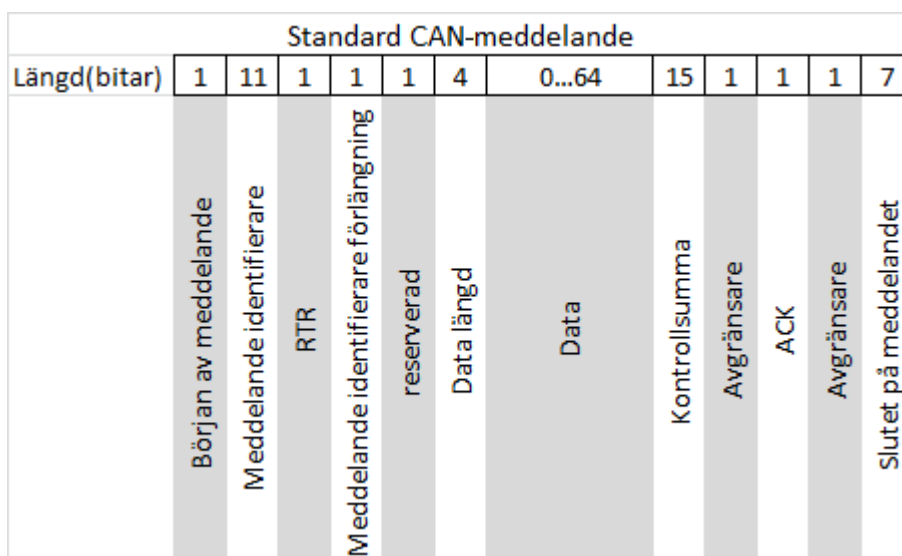 Standard CAN-meddelande
Längd(bitar) 1 11 1 1 1 4 0...64 15 1 1 1 7
Början av meddelande
Meddelande identifierare
RTR
Meddelande identifierare förlängning
reserverad
Data längd
Data
Kontrollsumma
Avgränsare
ACK
Avgränsare
Slutet på meddelandet